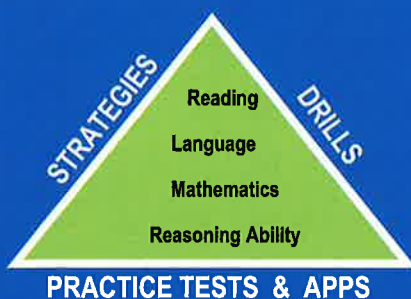 STRATEGIES
DRILLS
Reading
Language
Mathematics
Reasoning Ability
PRACTICE TESTS & APPS